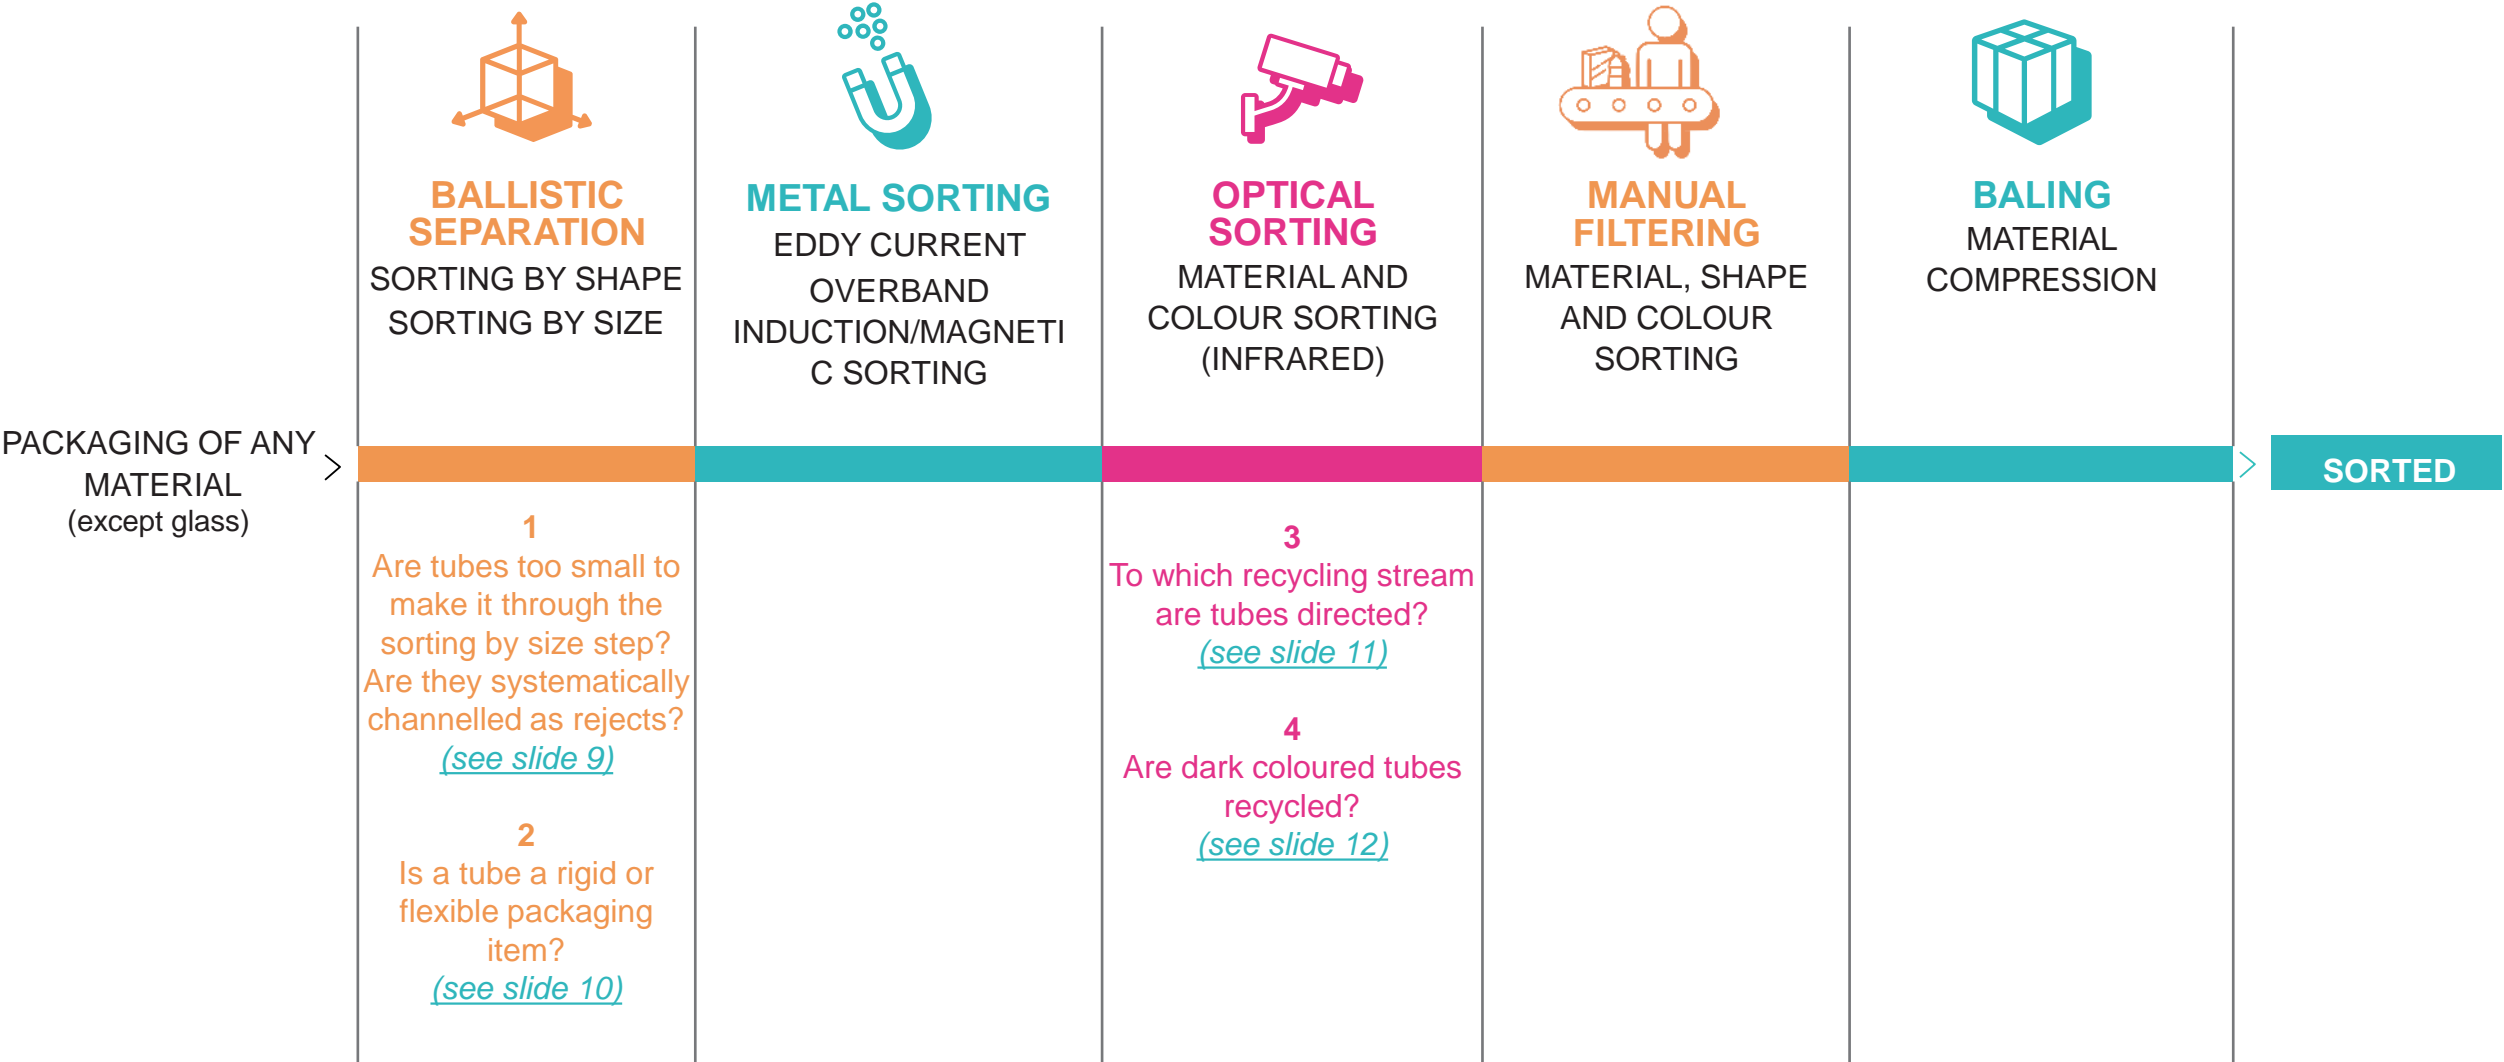 BALLISTIC
SEPARATION
SORTING BY SHAPE
SORTING BY SIZE
METAL SORTING
EDDY CURRENT
OVERBAND
INDUCTION/MAGNETI
C SORTING
OPTICAL
SORTING
MATERIAL AND
COLOUR SORTING
(INFRARED)
MANUAL
FILTERING
MATERIAL, SHAPE
AND COLOUR
SORTING
BALING
MATERIAL
COMPRESSION
PACKAGING OF ANY
MATERIAL
(except glass)
SORTED
1
Are tubes too small to
make it through the
sorting by size step?
Are they systematically
channelled as rejects?
(see slide 9)
2
Is a tube a rigid or
flexible packaging
item?
(see slide 10)
3
To which recycling stream
are tubes directed?
(see slide 11)
4
Are dark coloured tubes
recycled?
(see slide 12)